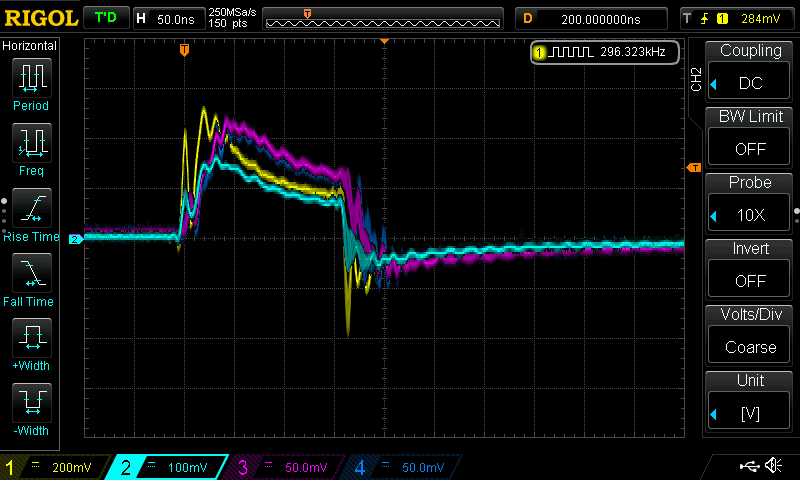 RIGOL T'D H 50.0ns 250MSa/s 150 pts D 200.000000ns T 1 284mV
T
Horizontal
Period
Freq
Rise Time
Fall Time
+Width
-Width
T
1 296.323kHz
T
2
CH2
Coupling
DC
BW Limit
OFF
Probe
10X
Invert
OFF
Volts/Div
Coarse
Unit
[V]
1 200mV 2 100mV 3 50.0mV 4 50.0mV